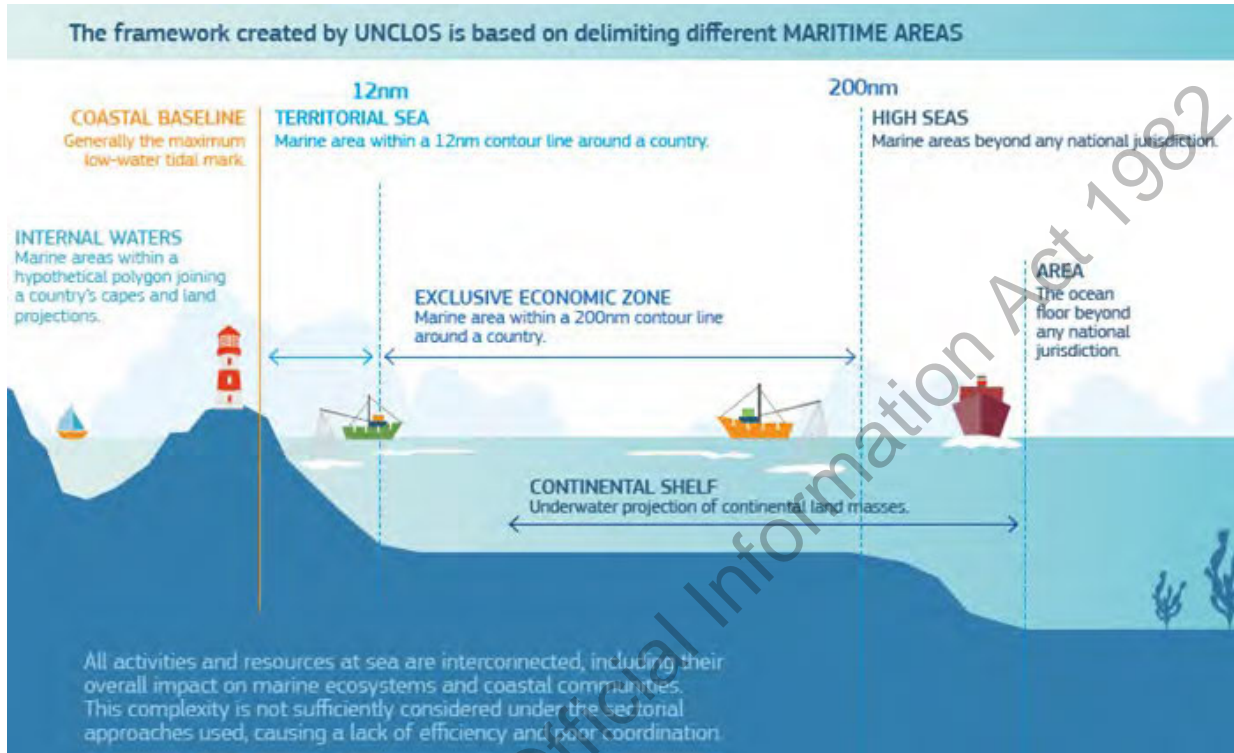 The framework created by UNCLOS is based on delimiting different MARITIME AREAS
12nm
200nm
COASTAL BASELINE
Generally the maximum
low-water tidal mark.
TERRITORIAL SEA
Marine area within a 12nm contour line around a country.
HIGH SEAS
Marine areas beyond any national jurisdiction.
INTERNAL WATERS
Marine areas within a
hypothetical polygon joining
a country's capes and land
projections.
EXCLUSIVE ECONOMIC ZONE
Marine area within a 200nm contour line
around a country.
AREA
The ocean
floor beyond
any national
jurisdiction.
CONTINENTAL SHELF
Underwater projection of continental land masses.
All activities and resources at sea are interconnected, including their
overall impact on marine ecosystems and coastal communities.
This complexity is not sufficiently considered under the sectorial
approaches used, causing a lack of efficiency and poor coordination
Official Information Act 1982